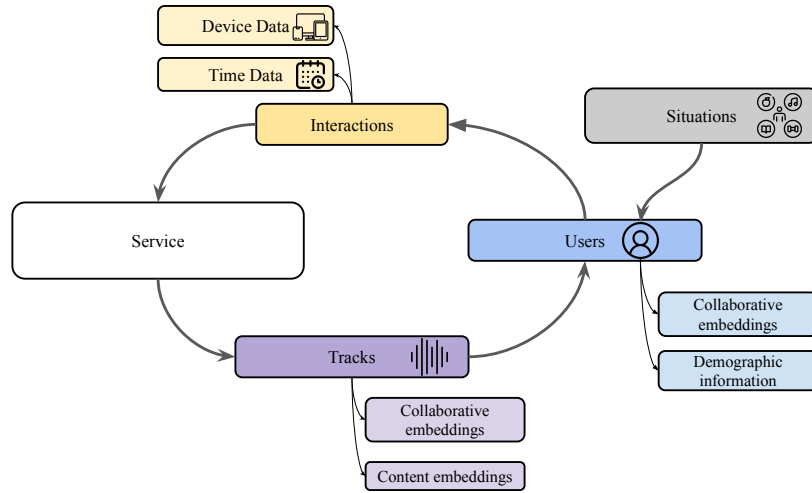 Device Data
Time Data
Interactions
Situations
Service
Users
Collaborative
embeddings
Demographic
information
Tracks
Collaborative
embeddings
Content embeddings